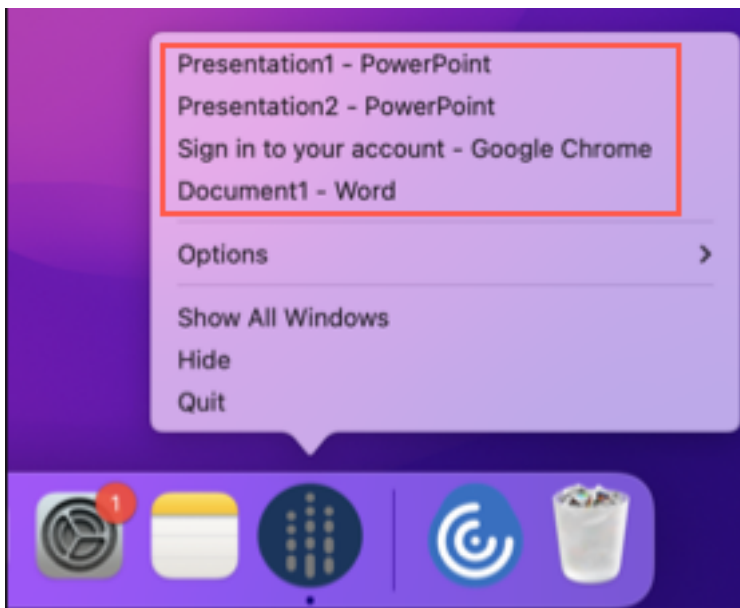 Presentation1 - PowerPoint
Presentation2 - PowerPoint
Sign in to your account - Google Chrome
Document1 - Word
Options
Show All Windows
Hide
Quit
1